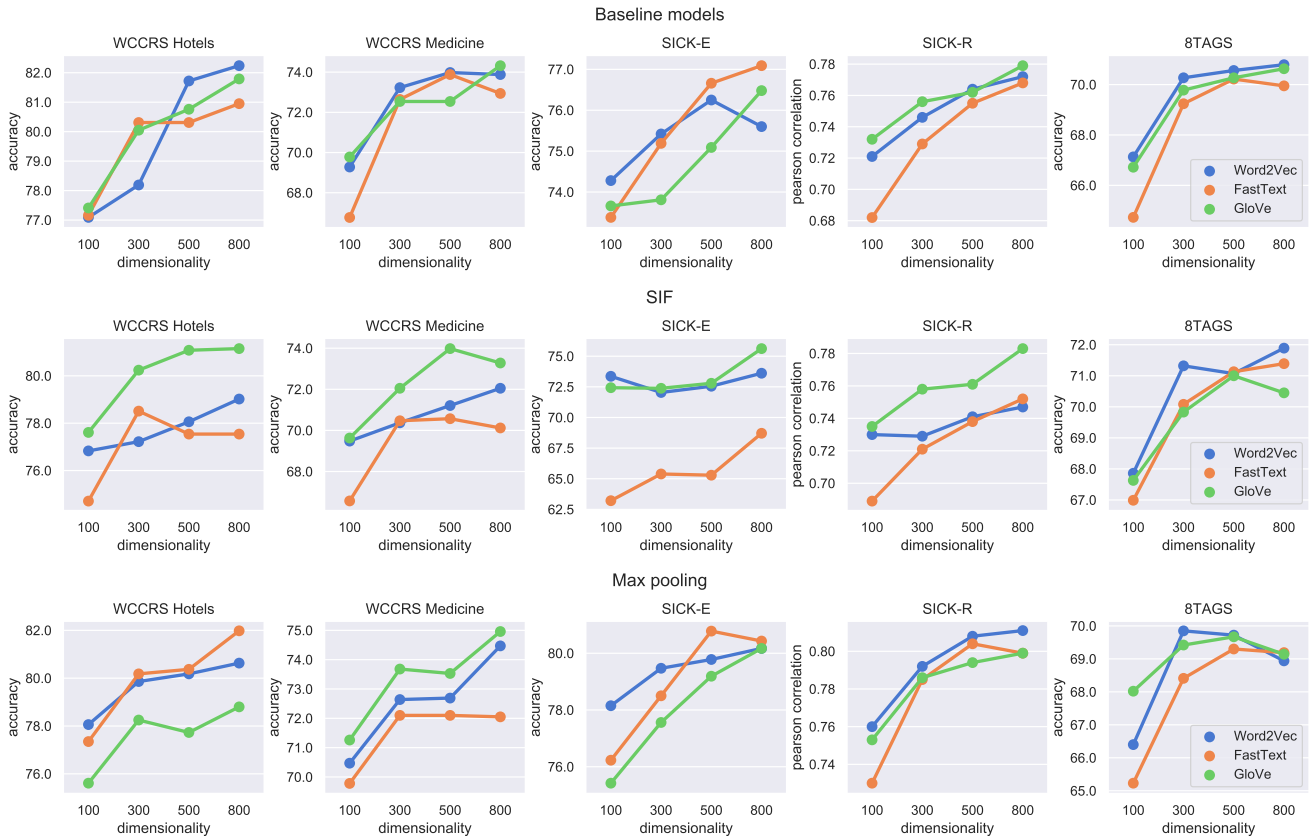 Baseline models
WCCRS Hotels
WCCRS Medicine
SICK-E
SICK-R
8TAGS
accuracy
82.0
81.0
80.0
79.0
78.0
77.0
100 300 500 800
dimensionality
accuracy
74.0
72.0
70.0
68.0
100 300 500 800
dimensionality
accuracy
77.0
76.0
75.0
74.0
100 300 500 800
dimensionality
pearson correlation
0.78
0.76
0.74
0.72
0.70
0.68
100 300 500 800
dimensionality
accuracy
70.0
68.0
66.0
Word2Vec
FastText
GloVe
100 300 500 800
dimensionality
SIF
WCCRS Hotels
WCCRS Medicine
SICK-E
SICK-R
8TAGS
accuracy
80.0
78.0
76.0
100 300 500 800
dimensionality
accuracy
74.0
72.0
70.0
68.0
100 300 500 800
dimensionality
accuracy
75.0
72.5
70.0
67.5
65.0
62.5
100 300 500 800
dimensionality
pearson correlation
0.78
0.76
0.74
0.72
0.70
100 300 500 800
dimensionality
accuracy
72.0
71.0
70.0
69.0
68.0
67.0
Word2Vec
FastText
GloVe
100 300 500 800
dimensionality
Max pooling
WCCRS Hotels
WCCRS Medicine
SICK-E
SICK-R
8TAGS
accuracy
82.0
80.0
78.0
76.0
100 300 500 800
dimensionality
accuracy
75.0
74.0
73.0
72.0
71.0
70.0
100 300 500 800
dimensionality
accuracy
80.0
78.0
76.0
100 300 500 800
dimensionality
pearson correlation
0.80
0.78
0.76
0.74
100 300 500 800
dimensionality
accuracy
70.0
69.0
68.0
67.0
66.0
65.0
Word2Vec
FastText
GloVe
100 300 500 800
dimensionality